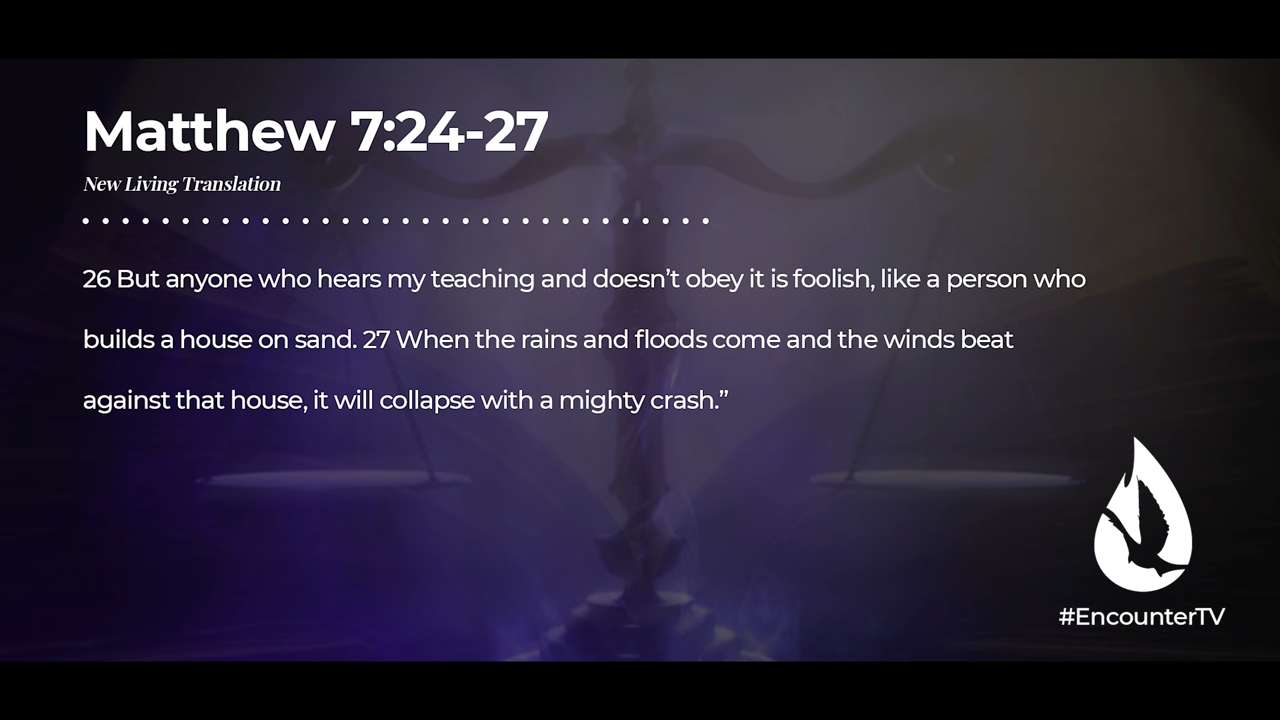 Matthew 7:24-27
New Living Translation
26 But anyone who hears my teaching and doesn’t obey it is foolish, like a person who
builds a house on sand. 27 When the rains and floods come and the winds beat
against that house, it will collapse with a mighty crash.”
#EncounterTV